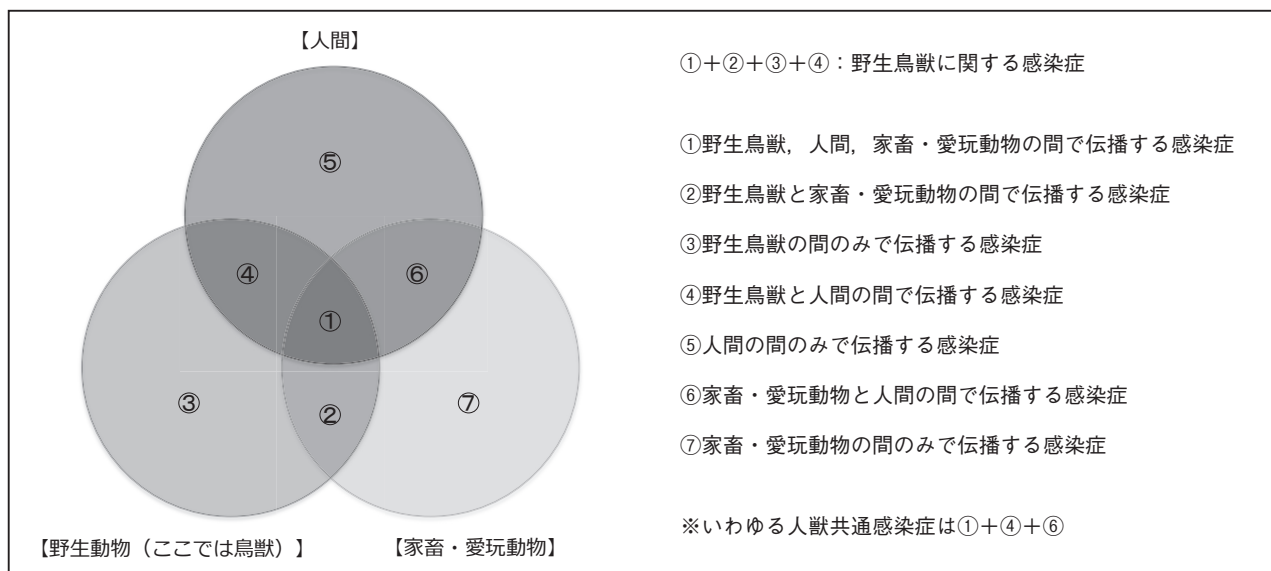 【人間】
⑤
④
⑥
①
③
②
⑦
【野生動物（ここでは鳥獣）】
【家畜・愛玩動物】
①＋②＋③＋④：野生鳥獣に関する感染症
①野生鳥獣，人間，家畜・愛玩動物の間で伝播する感染症
②野生鳥獣と家畜・愛玩動物の間で伝播する感染症
③野生鳥獣の間のみで伝播する感染症
④野生鳥獣と人間の間で伝播する感染症
⑤人間の間のみで伝播する感染症
⑥家畜・愛玩動物と人間の間で伝播する感染症
⑦家畜・愛玩動物の間のみで伝播する感染症
※いわゆる人獣共通感染症は①＋④＋⑥